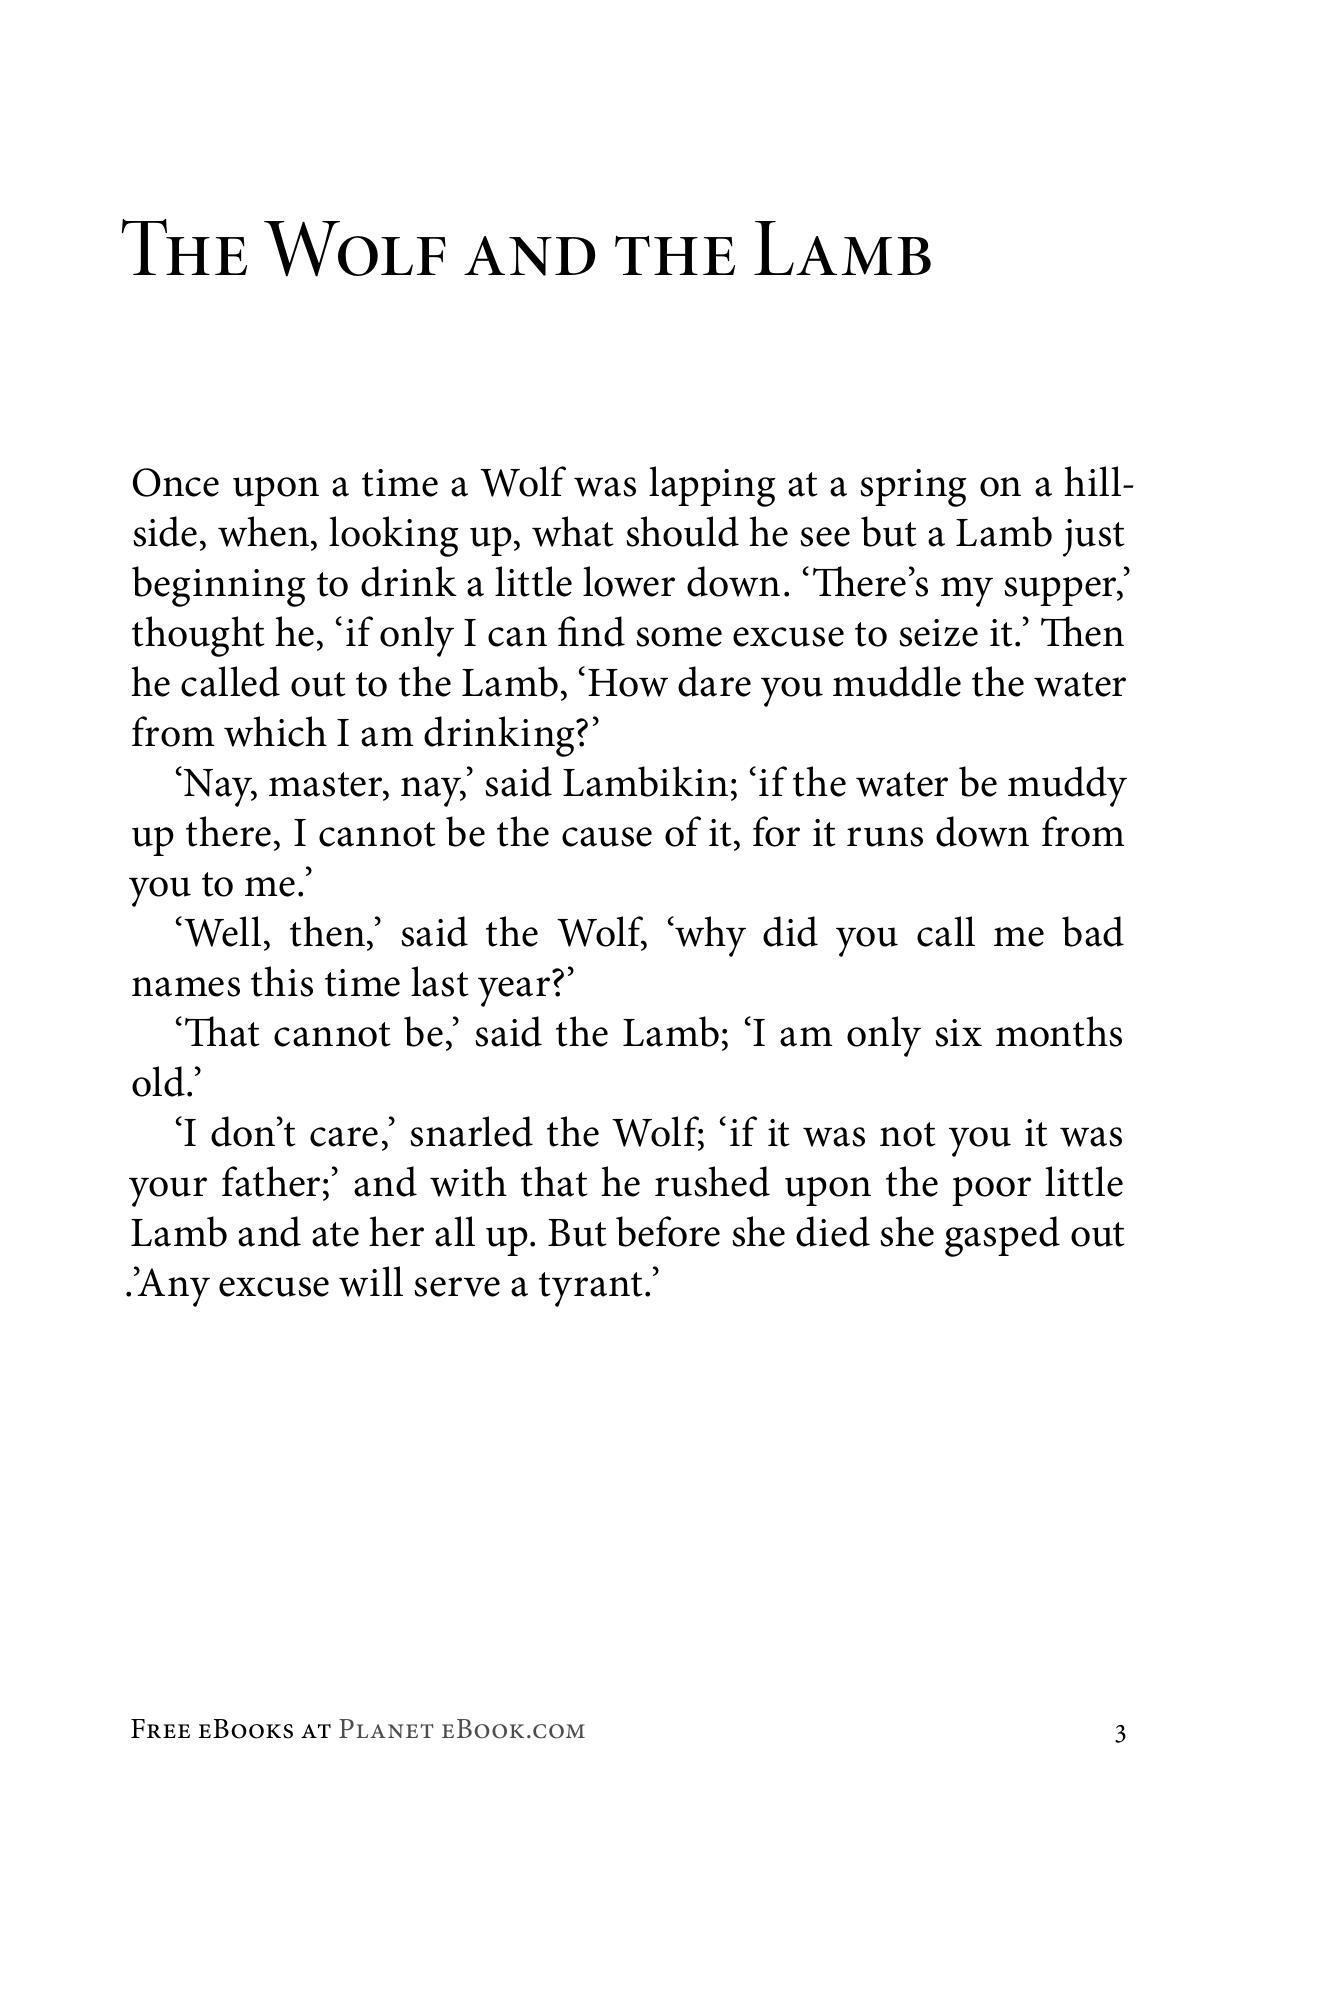 The Wolf and the Lamb
Once upon a time a Wolf was lapping at a spring on a hill-
side, when, looking up, what should he see but a Lamb just
beginning to drink a little lower down. ‘There’s my supper,’
thought he, ‘if only I can find some excuse to seize it.’ Then
he called out to the Lamb, ‘How dare you muddle the water
from which I am drinking?’
‘Nay, master, nay,’ said Lambikin; ‘if the water be muddy
up there, I cannot be the cause of it, for it runs down from
you to me.’
‘Well, then,’ said the Wolf, ‘why did you call me bad
names this time last year?’
‘That cannot be,’ said the Lamb; ‘I am only six months
old.’
‘I don’t care,’ snarled the Wolf; ‘if it was not you it was
your father;’ and with that he rushed upon the poor little
Lamb and ate her all up. But before she died she gasped out
.’Any excuse will serve a tyrant.’
Free eBooks at Planet eBook.com 3